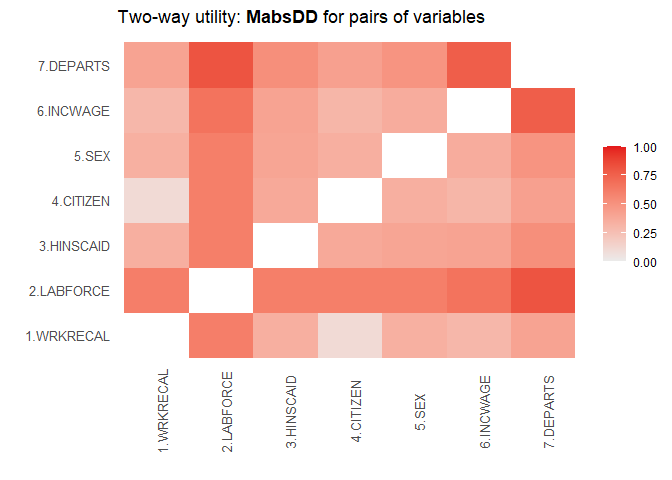 Two-way utility: MabsDD for pairs of variables
7.DEPARTS
6.INCWAGE
5.SEX
4.CITIZEN
3.HINSCAID
2.LABFORCE
1.WRKRECAL
1.00
0.75
0.50
0.25
0.00
1.WRKRECAL
2.LABFORCE
3.HINSCAID
4.CITIZEN
5.SEX
6.INCWAGE
7.DEPARTS